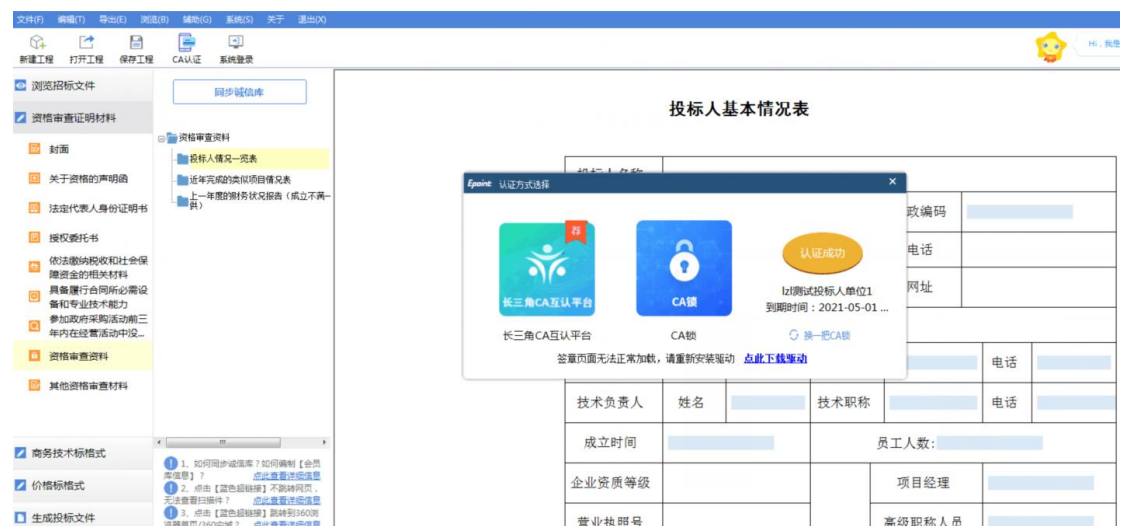 文件(F) 编辑(T) 导出(E) 浏览(B) 辅助(G) 系统(S) 关于 退出(X)
新建工程 打开工程 保存工程 CA认证 系统登录
Hi，我是
浏览招标文件
资格审查证明材料
封面
关于资格的声明函
法定代表人身份证明书
授权委托书
依法缴纳税收和社会保
障资金的相关材料
具备履行合同所必需设
备和专业技术能力
参加政府采购活动前三
年内在经营活动中没...
资格审查资料
其他资格审查材料
商务技术标格式
价格标格式
生成投标文件
同步诚信库
资格审查资料
投标人情况一览表
近年完成的类似项目情况表
上一年度的财务状况报告（成立不满一
供）
1、如何同步诚信库？如何编制【会员
库信息】？ 点此查看详细信息
2、点击【蓝色超链接】不跳转网页，
无法查看扫描件？ 点此查看详细信息
3、点击【蓝色超链接】跳转到360浏
点此查看详细信息
投标人基本情况表
政编码
电话
网址
电话
技术负责人 姓名 技术职称 电话
成立时间 员工人数:
企业资质等级 项目经理
营业执照号 高级职称人员
Epoint 认证方式选择 ×
荐
长三角CA互认平台
CA锁
认证成功
lzl测试投标人单位1
到期时间：2021-05-01 ...
长三角CA互认平台 CA锁 换一把CA锁
签章页面无法正常加载，请重新安装驱动 点此下载驱动